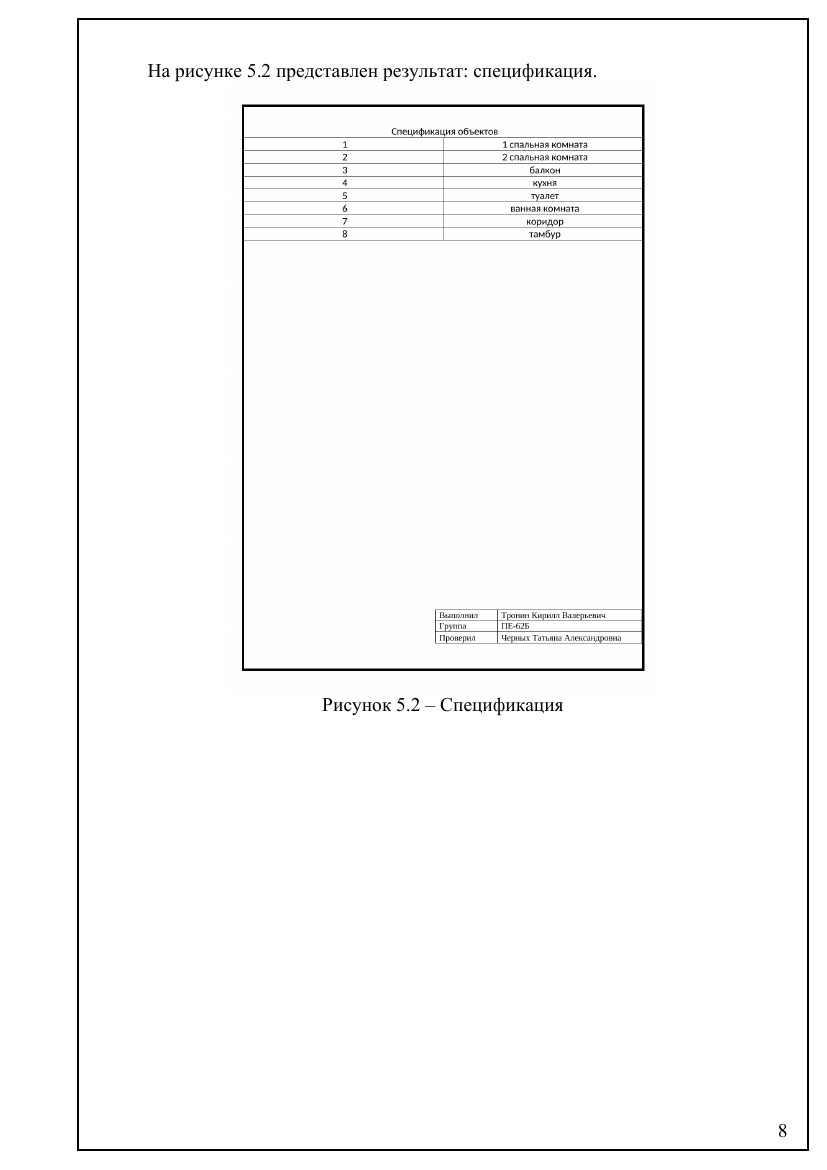 На рисунке 5.2 представлен результат: спецификация.
Спецификация объектов
1 1 спальная комната
2 2 спальная комната
3 балкон
4 кухня
5 туалет
6 ванная комната
7 коридор
8 тамбур
Выполнил Тронин Кирилл Валерьевич
Группа ПЕ-62Б
Проверил Черных Татьяна Александровна
Рисунок 5.2 – Спецификация
8